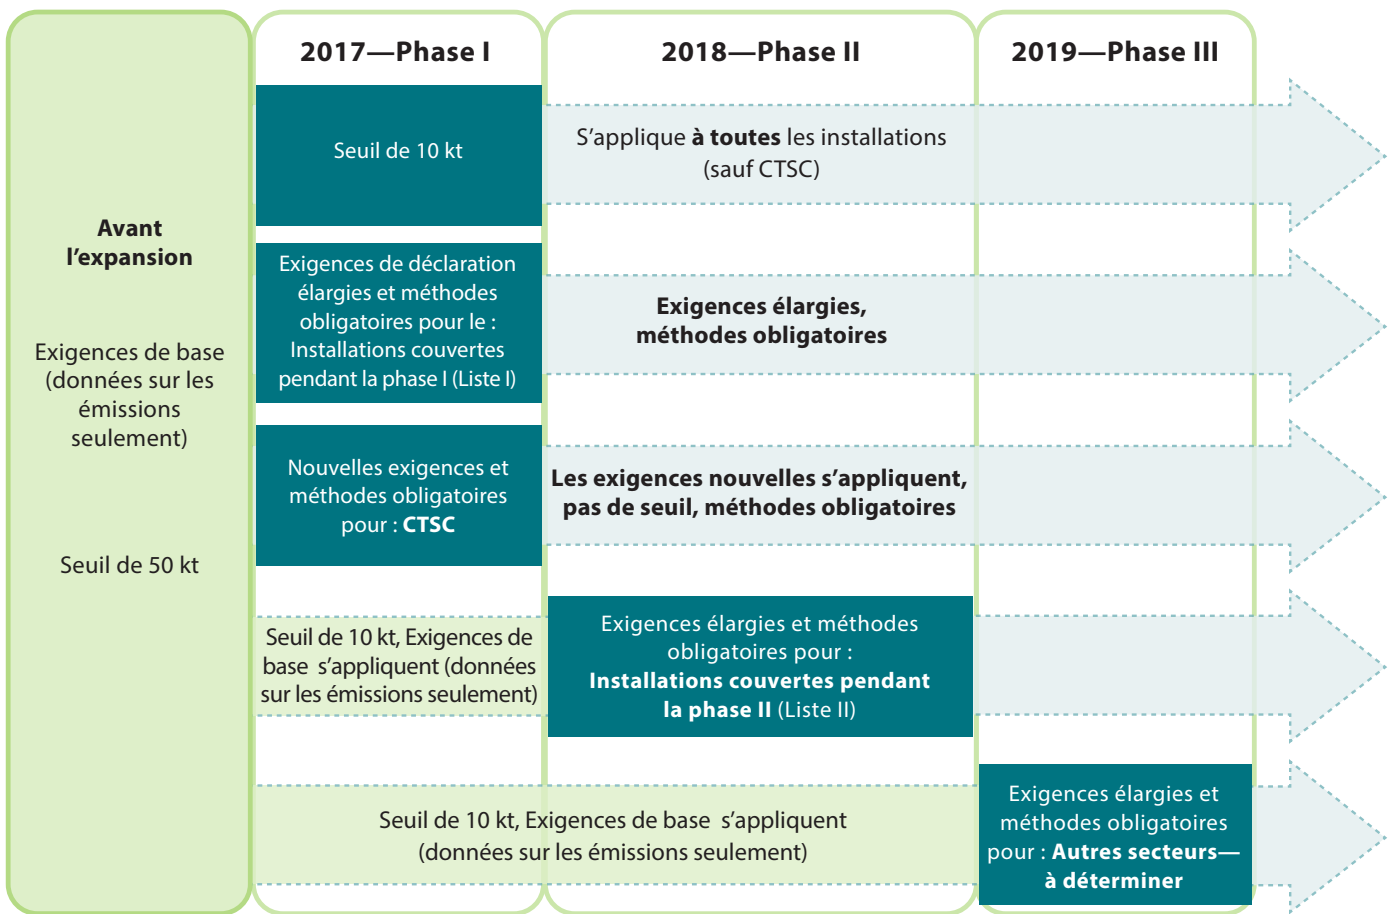 2017—Phase I
2018—Phase II
2019—Phase III
Avant
l'expansion
Exigences de base
(données sur les
émissions
seulement)
Seuil de 50 kt
Seuil de 10 kt
S'applique à toutes les installations
(sauf CTSC)
Exigences de déclaration
élargies et méthodes
obligatoires pour le :
Installations couvertes
pendant la phase I (Liste I)
Exigences élargies,
méthodes obligatoires
Nouvelles exigences et
méthodes obligatoires
pour : CTSC
Les exigences nouvelles s'appliquent,
pas de seuil, méthodes obligatoires
Seuil de 10 kt, Exigences de
base s'appliquent (données
sur les émissions seulement)
Exigences élargies et méthodes
obligatoires pour :
Installations couvertes pendant
la phase II (Liste II)
Seuil de 10 kt, Exigences de base s'appliquent
(données sur les émissions seulement)
Exigences élargies et
méthodes obligatoires
pour : Autres secteurs—
à déterminer